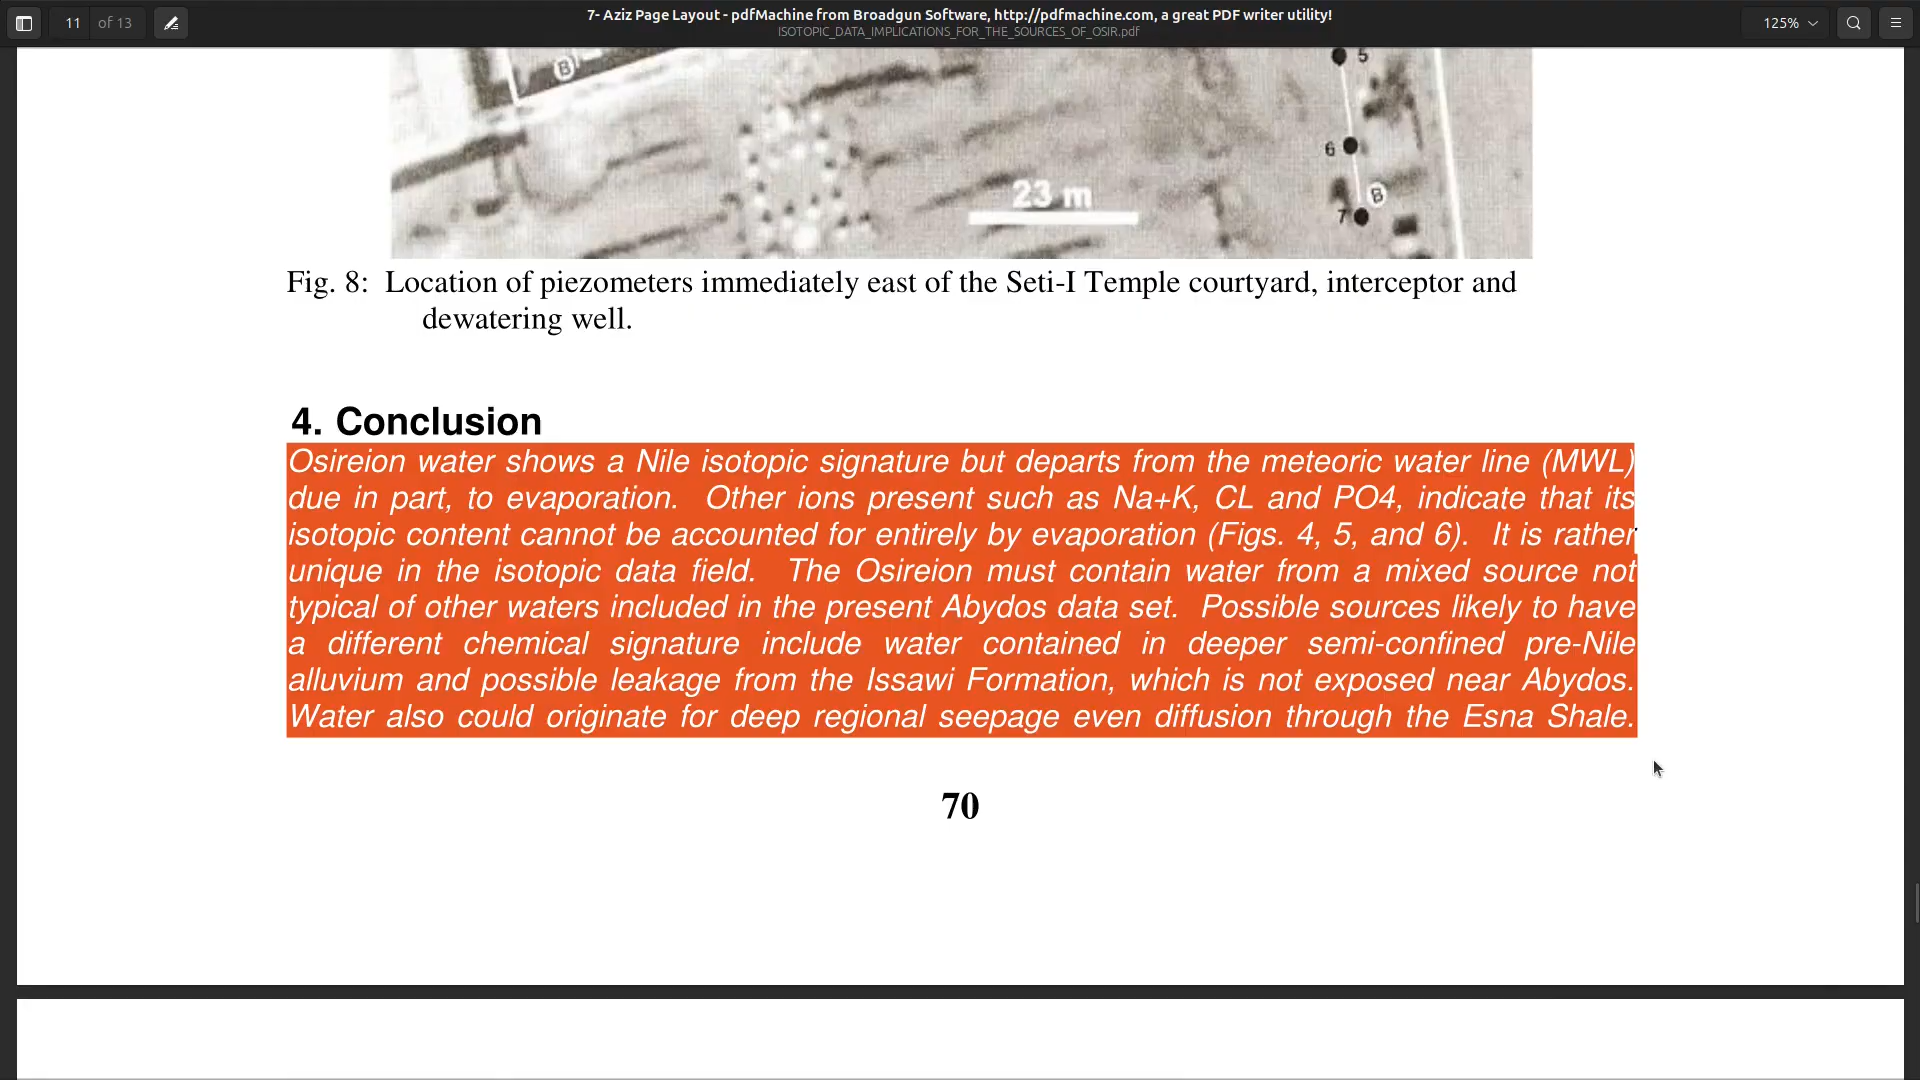 11 of 13
7- Aziz Page Layout - pdfMachine from Broadgun Software, http://pdfmachine.com, a great PDF writer utility!
ISOTOPIC_DATA_IMPLICATIONS_FOR_THE_SOURCES_OF_OSIR.pdf
125%
B
5
6
23 m
B
7
Fig. 8: Location of piezometers immediately east of the Seti-I Temple courtyard, interceptor and
dewatering well.
4. Conclusion
Osireion water shows a Nile isotopic signature but departs from the meteoric water line (MWL)
due in part, to evaporation. Other ions present such as Na+K, CL and PO4, indicate that its
isotopic content cannot be accounted for entirely by evaporation (Figs. 4, 5, and 6). It is rather
unique in the isotopic data field. The Osireion must contain water from a mixed source not
typical of other waters included in the present Abydos data set. Possible sources likely to have
a different chemical signature include water contained in deeper semi-confined pre-Nile
alluvium and possible leakage from the Issawi Formation, which is not exposed near Abydos.
Water also could originate for deep regional seepage even diffusion through the Esna Shale.
70